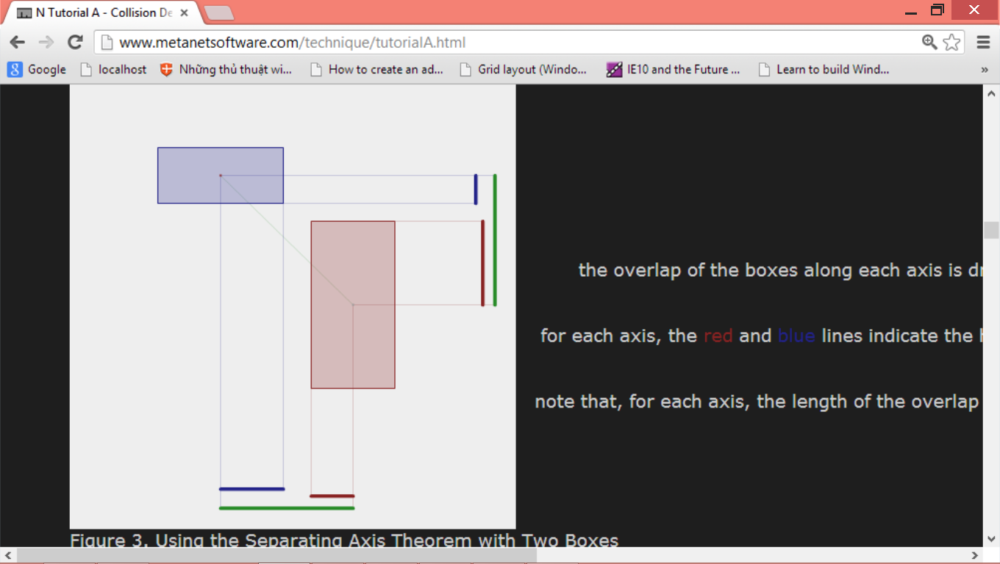 N Tutorial A - Collision De
www.metanetsoftware.com/technique/tutorialA.html
Google localhost Những thủ thuật wi... How to create an ad... Grid layout (Windo... IE10 and the Future ... Learn to build Wind... »
the overlap of the boxes along each axis is dr
for each axis, the red and blue lines indicate the h
note that, for each axis, the length of the overlap
Figure 3. Using the Separating Axis Theorem with Two Boxes